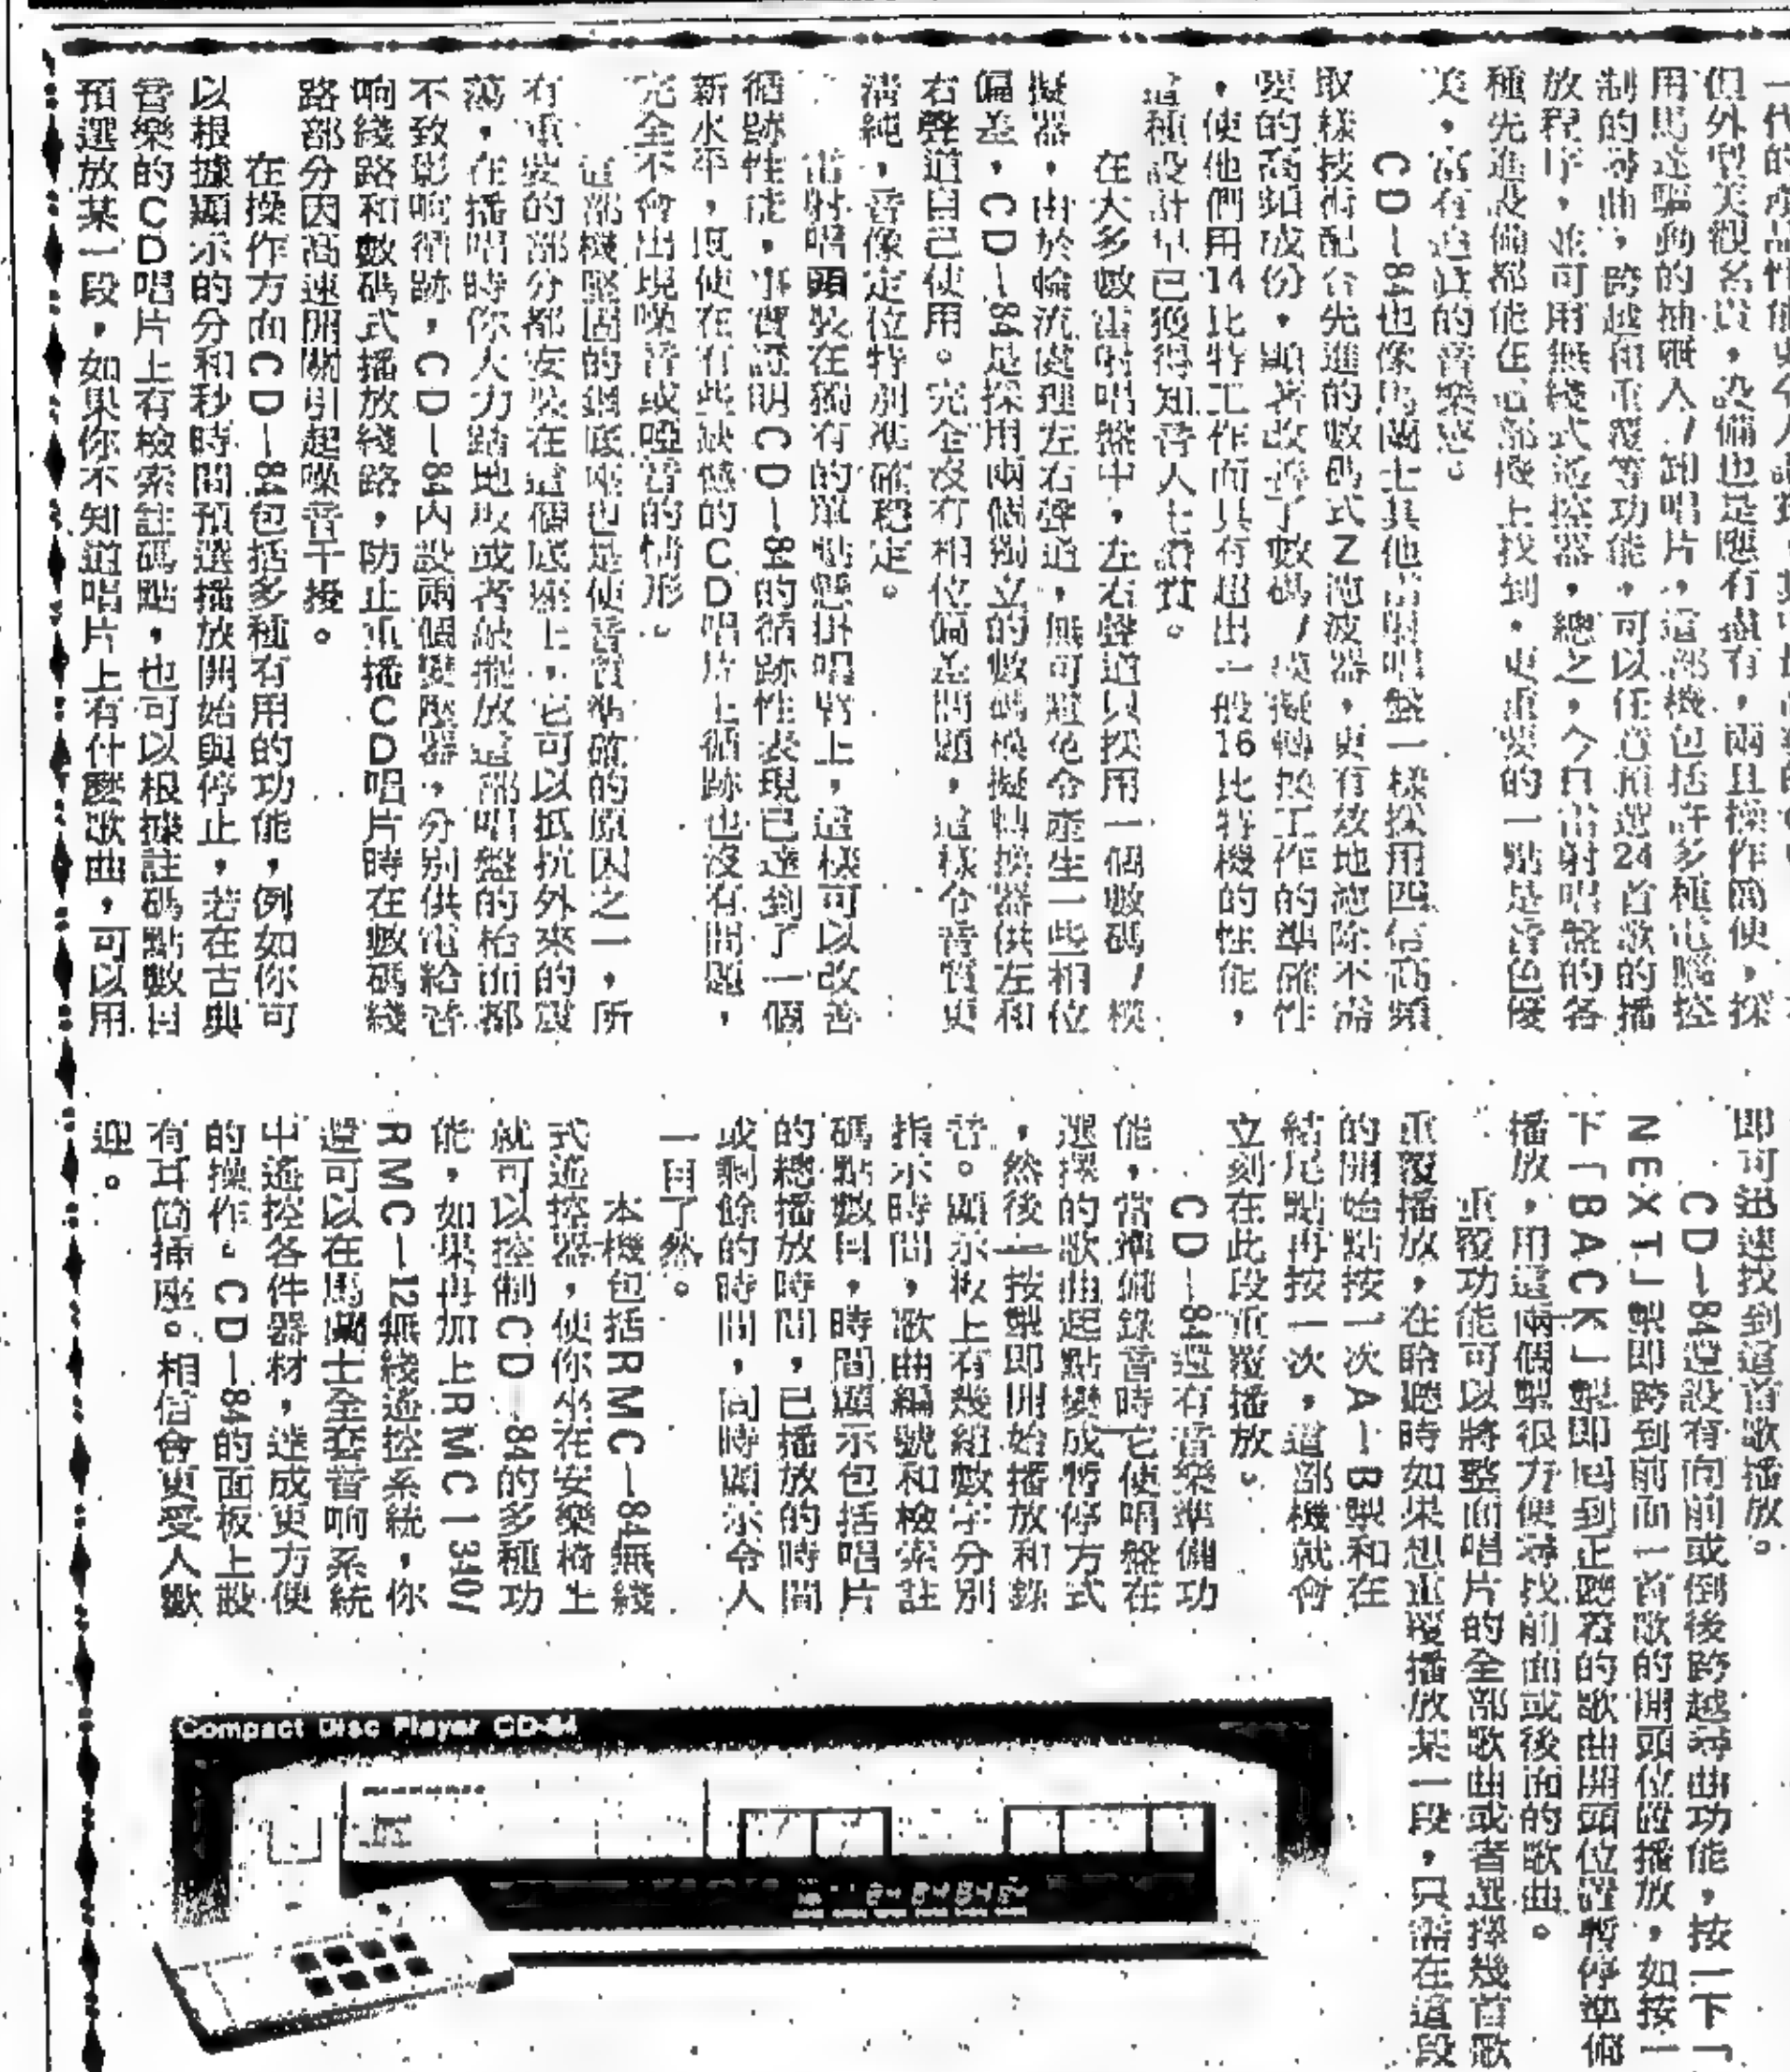 一代的產品性能更令人
但外型美觀名貴，設備也是應有盡有，而且操作簡便，採
用馬達驅動的抽屜入／卸唱片，這部機包括許多種電腦控
制的尋曲，跨越和重覆等功能，可以任意預選24首歌的播
放程序，並可用無綫式遙控器，總之，今日雷射唱盤的各
種先進設備都能在這部機上找到，更重要的一點是音色優
美，富有逼真的音樂感。
CD—84也像馬蘭士其他雷射唱盤一樣採用四倍高頻
取樣技術配合先進的數碼式Z池波器，更有效地濾除不需
要的高頻成份，顯著改善了數碼／模擬轉換工作的準確性
，使他們用14比特工作而具有超出一般16比特機的性能，
這種設計早已獲得知音人士讚賞。
在大多數雷射唱盤中，左右聲道只採用一個數碼／模
擬器，由於輪流處理左右聲道，無可避免令產生一些相位
偏差，CD—84是採用兩個獨立的數碼模擬轉換器供左和
右聲道自己使用。完全沒有相位偏差問題，這樣令音質更
清純，音像定位特別準確穩定。
雷射唱頭裝在獨有的單點懸掛唱臂上，這樣可以改善
循跡性能，事實證明CD—84的循跡性表現已達到了一個
新水平，既使在有些缺憾的CD唱片上循跡也沒有問題，
完全不會出現噪音或啞音的情形。
這部機堅固的鋼底座也是使音質準確的原因之一，所
有重要的部分都安裝在這個底座上，它可以抵抗外來的震
蕩，在播唱時你大力踏地板或者敲擺放這部唱盤的枱面都
不致影响循跡，CD—84內設兩個變壓器，分別供電給音
响綫路和數碼式播放綫路，防止重播CD唱片時在數碼綫
路部分因高速開關引起噪音干擾。
在操作方面CD—84包括多種有用的功能，例如你可
以根據顯示的分和秒時間預選播放開始與停止，若在古典
音樂的CD唱片上有檢索註碼點，也可以根據註碼點數目
預選放某一段，如果你不知道唱片上有什麼歌曲，可以用
即可迅速找到這首歌播放。
CD—84還設有向前或倒後跨越尋曲功能，按一下「
NEXT」掣即跨到前面一首歌的開頭位置播放，如按一
下「BACK」掣即回到正聽着的歌曲開頭位置暫停準備
播放，用這兩個掣很方便尋找前面或後面的歌曲。
重覆功能可以將整面唱片的全部歌曲或者選擇幾首歌
重覆播放，在聆聽時如果想重覆播放某一段，只需在這段
的開始點按一次A—B掣和在
結尾點再按一次，這部機就會
立刻在此段重覆播放。
CD—84還有音樂準備功
能，當準備錄音時它使唱盤在
選擇的歌曲起點變成暫停方式
，然後一按掣即開始播放和錄
音。顯示板上有幾組數字分別
指示時間，歌曲編號和檢索註
碼點數目，時間顯示包括唱片
的總播放時間，已播放的時間
或剩餘的時間，同時顯示令人
一目了然。
本機包括RMC—84無綫
式遙控器，使你坐在安樂椅上
就可以控制CD—84的多種功
能，如果再加上RMC1340/
RMC—12無綫遙控系統，你
還可以在馬蘭士全套音响系統
中遙控各件器材，造成更方便
的操作。CD—84的面板上設
有耳筒插座。相信會更受人歡
迎。
Compact Disc Player CD-84